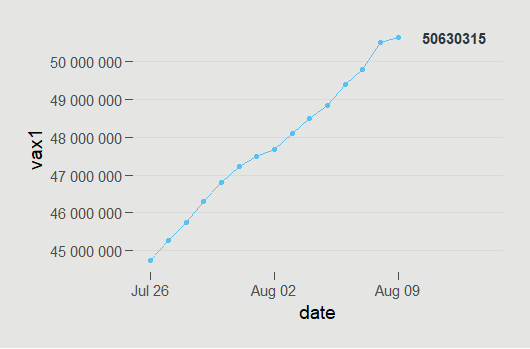 50630315
50 000 000
49 000 000
48 000 000
47 000 000
46 000 000
45 000 000
vax1
Jul 26
Aug 02
Aug 09
date